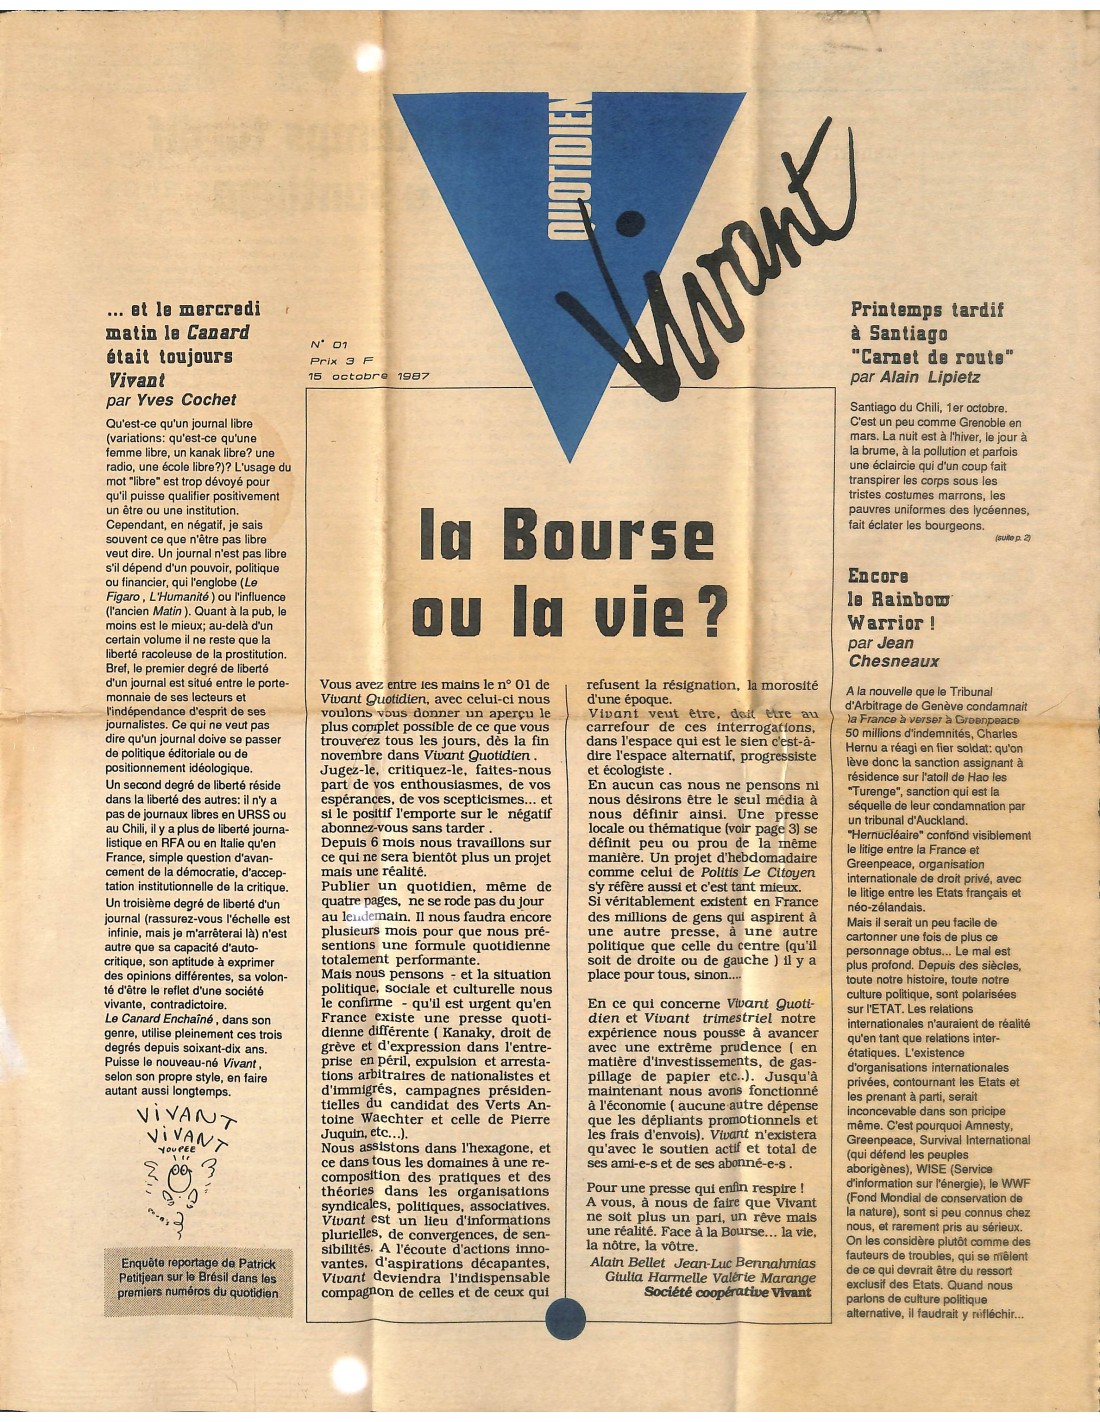 QUOTIDIEN
Vivant
N° 01
Prix 3 F
15 octobre 1987
... et le mercredi
matin le Canard
était toujours
Vivant
par Yves Cochet
Qu'est-ce qu'un journal libre
(variations: qu'est-ce qu'une
femme libre, un kanak libre? une
radio, une école libre?)? L'usage du
mot "libre" est trop dévoyé pour
qu'il puisse qualifier positivement
un être ou une institution.
Cependant, en négatif, je sais
souvent ce que n'être pas libre
veut dire. Un journal n'est pas libre
s'il dépend d'un pouvoir, politique
ou financier, qui l'englobe (Le
Figaro , L'Humanité ) ou l'influence
(l'ancien Matin ). Quant à la pub, le
moins est le mieux; au-delà d'un
certain volume il ne reste que la
liberté racoleuse de la prostitution.
Bref, le premier degré de liberté
d'un journal est situé entre le porte-
monnaie de ses lecteurs et
l'indépendance d'esprit de ses
journalistes. Ce qui ne veut pas
dire qu'un journal doive se passer
de politique éditoriale ou de
positionnement idéologique.
Un second degré de liberté réside
dans la liberté des autres: il n'y a
pas de journaux libres en URSS ou
au Chili, il y a plus de liberté journa-
listique en RFA ou en Italie qu'en
France, simple question d'avan-
cement de la démocratie, d'accep-
tation institutionnelle de la critique.
Un troisième degré de liberté d'un
journal (rassurez-vous l'échelle est
infinie, mais je m'arrêterai là) n'est
autre que sa capacité d'auto-
critique, son aptitude à exprimer
des opinions différentes, sa volon-
té d'être le reflet d'une société
vivante, contradictoire.
Le Canard Enchaîné , dans son
genre, utilise pleinement ces trois
degrés depuis soixant-dix ans.
Puisse le nouveau-né Vivant ,
selon son propre style, en faire
autant aussi longtemps.
VIVANT
VIVANT
YOUPEE
Enquête reportage de Patrick
Petitjean sur le Brésil dans les
premiers numéros du quotidien
la Bourse
ou la vie ?
Vous avez entre les mains le n° 01 de
Vivant Quotidien, avec celui-ci nous
voulons vous donner un aperçu le
plus complet possible de ce que vous
trouverez tous les jours, dès la fin
novembre dans Vivant Quotidien .
Jugez-le, critiquez-le, faites-nous
part de vos enthousiasmes, de vos
espérances, de vos scepticismes... et
si le positif l'emporte sur le négatif
abonnez-vous sans tarder .
Depuis 6 mois nous travaillons sur
ce qui ne sera bientôt plus un projet
mais une réalité.
Publier un quotidien, même de
quatre pages, ne se rode pas du jour
au lendemain. Il nous faudra encore
plusieurs mois pour que nous pré-
sentions une formule quotidienne
totalement performante.
Mais nous pensons - et la situation
politique, sociale et culturelle nous
le confirme - qu'il est urgent qu'en
France existe une presse quoti-
dienne différente ( Kanaky, droit de
grève et d'expression dans l'entre-
prise en péril, expulsion et arresta-
tions arbitraires de nationalistes et
d'immigrés, campagnes présiden-
tielles du candidat des Verts An-
toine Waechter et celle de Pierre
Juquin, etc...).
Nous assistons dans l'hexagone, et
ce dans tous les domaines à une re-
composition des pratiques et des
théories dans les organisations
syndicales, politiques, associatives.
Vivant est un lieu d'informations
plurielles, de convergences, de sen-
sibilités. A l'écoute d'actions inno-
vantes, d'aspirations décapantes,
Vivant deviendra l'indispensable
compagnon de celles et de ceux qui
refusent la résignation, la morosité
d'une époque.
Vivant veut être, doit être au
carrefour de ces interrogations,
dans l'espace qui est le sien c'est-à-
dire l'espace alternatif, progressiste
et écologiste .
En aucun cas nous ne pensons ni
nous désirons être le seul média à
nous définir ainsi. Une presse
locale ou thématique (voir page 3) se
définit peu ou prou de la même
manière. Un projet d'hebdomadaire
comme celui de Politis Le Citoyen
s'y réfère aussi et c'est tant mieux.
Si véritablement existent en France
des millions de gens qui aspirent à
une autre presse, à une autre
politique que celle du centre (qu'il
soit de droite ou de gauche ) il y a
place pour tous, sinon....
En ce qui concerne Vivant Quoti-
dien et Vivant trimestriel notre
expérience nous pousse à avancer
avec une extrême prudence ( en
matière d'investissements, de gas-
pillage de papier etc..). Jusqu'à
maintenant nous avons fonctionné
à l'économie ( aucune autre dépense
que les dépliants promotionnels et
les frais d'envois). Vivant n'existera
qu'avec le soutien actif et total de
ses ami-e-s et de ses abonné-e-s .
Pour une presse qui enfin respire !
A vous, à nous de faire que Vivant
ne soit plus un pari, un rêve mais
une réalité. Face à la Bourse... la vie,
la nôtre, la vôtre.
Alain Bellet Jean-Luc Bennahmias
Giulia Harmelle Valérie Marange
Société coopérative Vivant
Printemps tardif
à Santiago
"Carnet de route"
par Alain Lipietz
Santiago du Chili, 1er octobre.
C'est un peu comme Grenoble en
mars. La nuit est à l'hiver, le jour à
la brume, à la pollution et parfois
une éclaircie qui d'un coup fait
transpirer les corps sous les
tristes costumes marrons, les
pauvres uniformes des lycéennes,
fait éclater les bourgeons.
(suite p. 2)
Encore
le Rainbow
Warrior !
par Jean
Chesneaux
A la nouvelle que le Tribunal
d'Arbitrage de Genève condamnait
la France à verser à Greenpeace
50 millions d'indemnités, Charles
Hernu a réagi en fier soldat: qu'on
lève donc la sanction assignant à
résidence sur l'atoll de Hao les
"Turenge", sanction qui est la
séquelle de leur condamnation par
un tribunal d'Auckland.
"Hernucléaire" confond visiblement
le litige entre la France et
Greenpeace, organisation
internationale de droit privé, avec
le litige entre les Etats français et
néo-zélandais.
Mais il serait un peu facile de
cartonner une fois de plus ce
personnage obtus... Le mal est
plus profond. Depuis des siècles,
toute notre histoire, toute notre
culture politique, sont polarisées
sur l'ETAT. Les relations
internationales n'auraient de réalité
qu'en tant que relations inter-
étatiques. L'existence
d'organisations internationales
privées, contournant les Etats et
les prenant à parti, serait
inconcevable dans son pricipe
même. C'est pourquoi Amnesty,
Greenpeace, Survival International
(qui défend les peuples
aborigènes), WISE (Service
d'information sur l'énergie), le WWF
(Fond Mondial de conservation de
la nature), sont si peu connus chez
nous, et rarement pris au sérieux.
On les considère plutôt comme des
fauteurs de troubles, qui se mêlent
de ce qui devrait être du ressort
exclusif des Etats. Quand nous
parlons de culture politique
alternative, il faudrait y réfléchir...